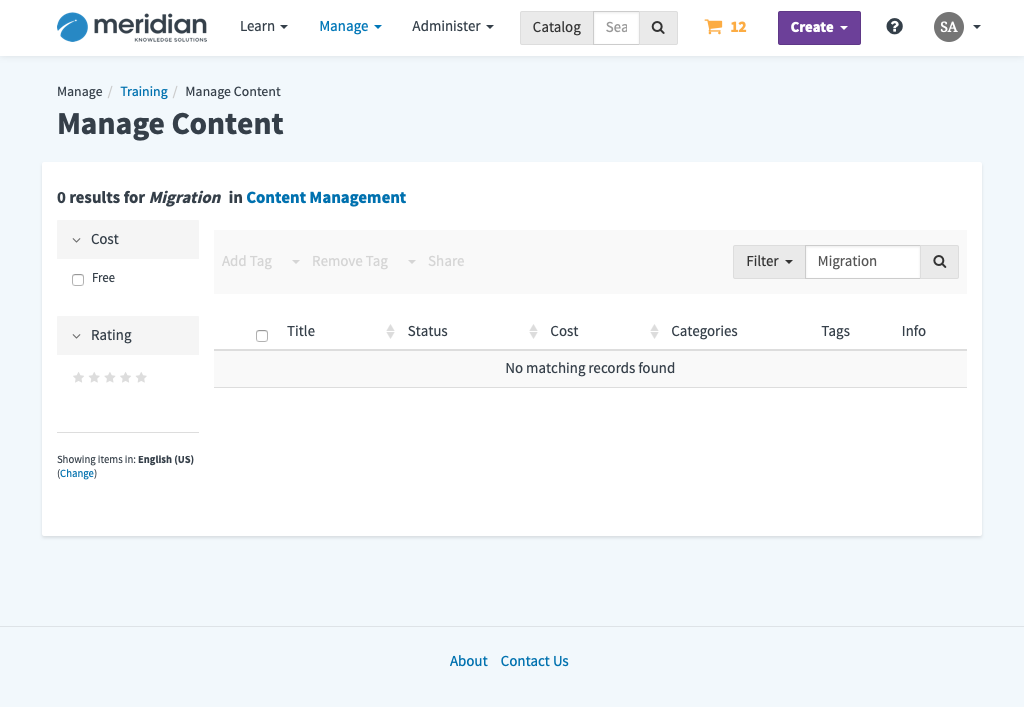 meridian
KNOWLEDGE SOLUTIONS
Learn Manage Administer Catalog Sea 12 Create SA
Manage / Training / Manage Content
Manage Content
0 results for Migration in Content Management
Cost
Free
Rating
Showing items in: English (US)
(Change)
Add Tag Remove Tag Share Filter Migration
Title Status Cost Categories Tags Info
No matching records found
About Contact Us